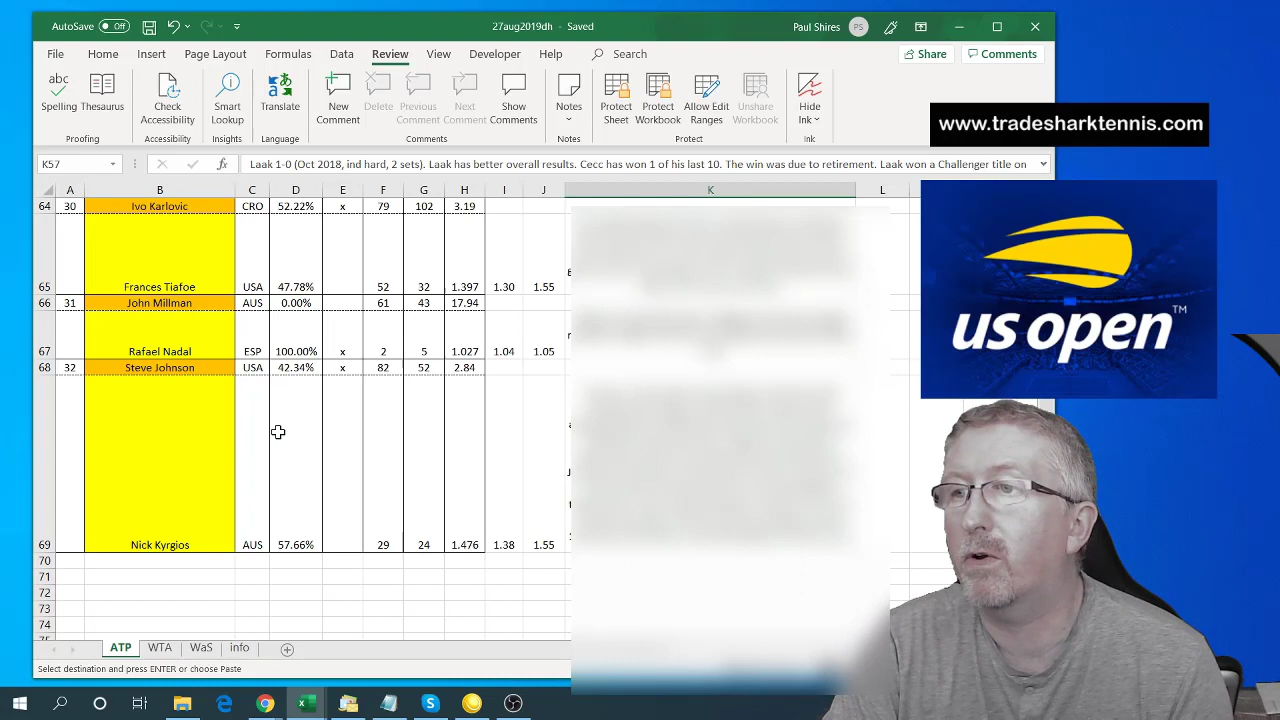 AutoSave Off 27aug2019dh - Saved Paul Shires PS
File Home Insert Page Layout Formulas Data Review View Developer Help Search Share Comments
abc
Spelling Thesaurus Check Accessibility Smart Lookup Translate New Comment Delete Previous Comment Next Comment Show Comments Notes Protect Sheet Protect Workbook Allow Edit Ranges Unshare Workbook Hide Ink
Proofing Accessibility Insights Language Comments Notes Protect Ink
www.tradesharktennis.com
K57 fx Laak 1-0 (Oct 2018, ind hard, 2 sets). Laak has better overall results. Cecc has won 1 of his last 10. The win was due to retirement. Laak won a Challenger title on
A B C D E F G H I J K L
64 30 Ivo Karlovic CRO 52.22% x 79 102 3.19
65 Frances Tiafoe USA 47.78% 52 32 1.397 1.30 1.55
66 31 John Millman AUS 0.00% 61 43 17.94
67 Rafael Nadal ESP 100.00% x 2 5 1.027 1.04 1.05
68 32 Steve Johnson USA 42.34% x 82 52 2.84
69 Nick Kyrgios AUS 57.66% 29 24 1.476 1.38 1.55
70
71
72
73
74
us open™
ATP WTA WaS info
Select destination and press ENTER or choose Paste